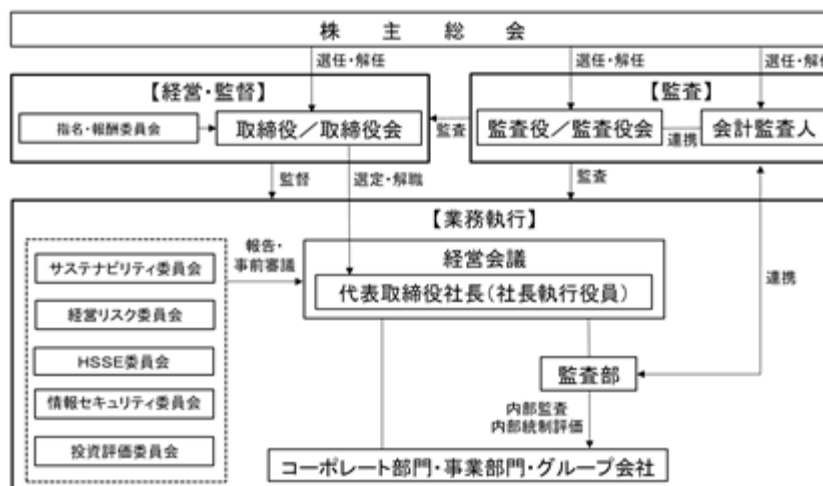 株主総会
選任・解任
選任・解任
選任・解任
【経営・監督】
【監査】
指名・報酬委員会
取締役／取締役会
監査
監査役／監査役会
連携
会計監査人
監督
選定・解職
監査
【業務執行】
報告・
事前審議
経営会議
代表取締役社長（社長執行役員）
サステナビリティ委員会
経営リスク委員会
HSSE委員会
情報セキュリティ委員会
投資評価委員会
連携
監査部
内部監査
内部統制評価
コーポレート部門・事業部門・グループ会社